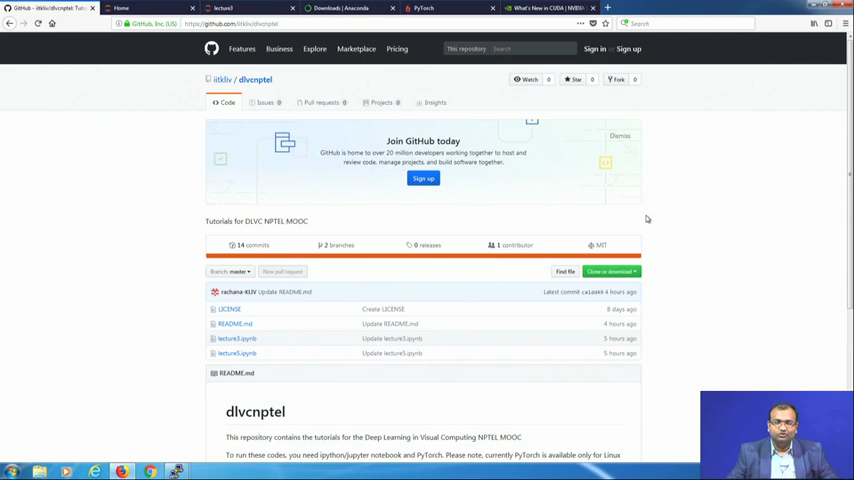 GitHub - iitkliv/dlvcnptel: Tuto
Home
lecture3
Downloads | Anaconda
PyTorch
What's New in CUDA | NVIDIA
GitHub, Inc. (US)
https://github.com/iitkliv/dlvcnptel
Search
Features Business Explore Marketplace Pricing
This repository Search
Sign in or Sign up
iitkliv / dlvcnptel
Watch 0 Star 0 Fork 0
Code Issues 0 Pull requests 0 Projects 0 Insights
Join GitHub today
Dismiss
GitHub is home to over 20 million developers working together to host and
review code, manage projects, and build software together.
Sign up
Tutorials for DLVC NPTEL MOOC
14 commits 2 branches 0 releases 1 contributor MIT
Branch: master New pull request Find file Clone or download
rachana-KLIV Update README.md Latest commit 4 hours ago
LICENSE Create LICENSE 8 days ago
README.md Update README.md 4 hours ago
lecture3.ipynb Update lecture3.ipynb 5 hours ago
lecture5.ipynb Update lecture5.ipynb 5 hours ago
README.md
dlvcnptel
This repository contains the tutorials for the Deep Learning in Visual Computing NPTEL MOOC
To run these codes, you need ipython/jupyter notebook and PyTorch. Please note, currently PyTorch is available only for Linux